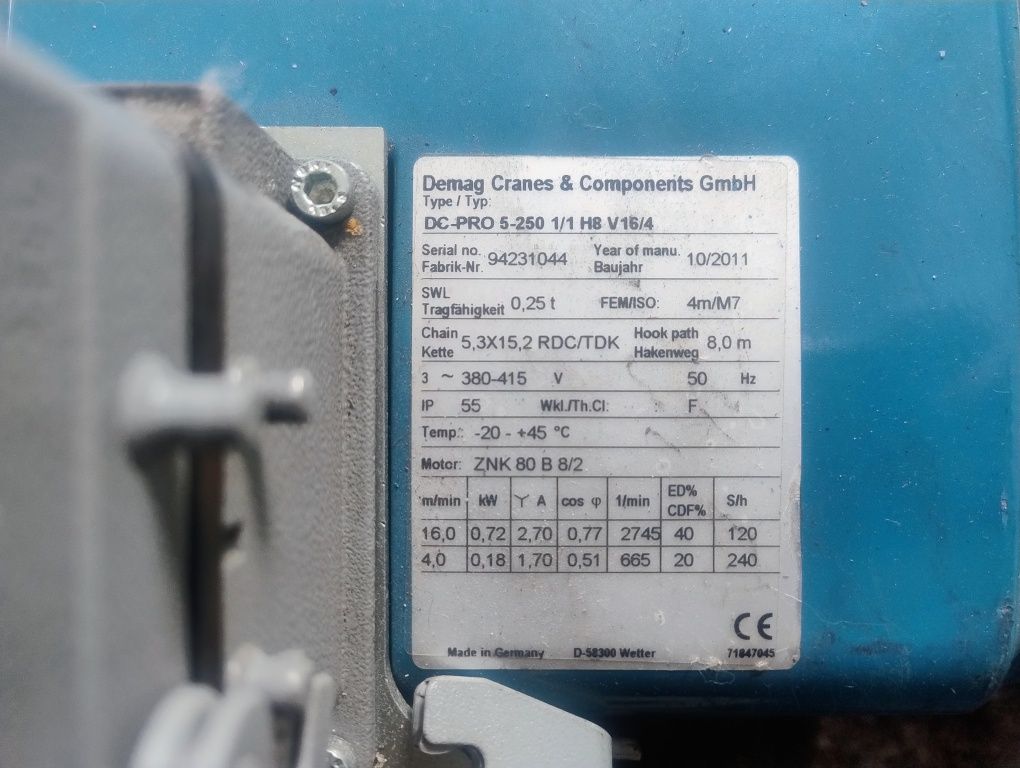 Demag Cranes & Components GmbH
Type / Typ:
DC-PRO 5-250 1/1 H8 V16/4
Serial no. Fabrik-Nr. 94231044 Year of manu. Baujahr 10/2011
SWL Tragfähigkeit 0,25 t FEM/ISO: 4m/M7
Chain Kette 5,3X15,2 RDC/TDK Hook path Hakenweg 8,0 m
3 ~ 380-415 V 50 Hz
IP 55 Wkl./Th.Cl.: F
Temp.: -20 - +45 °C
Motor: ZNK 80 B 8/2
m/min kW Y A cos φ 1/min ED% CDF% S/h
16,0 0,72 2,70 0,77 2745 40 120
4,0 0,18 1,70 0,51 665 20 240
CE
Made in Germany D-58300 Wetter 71847045